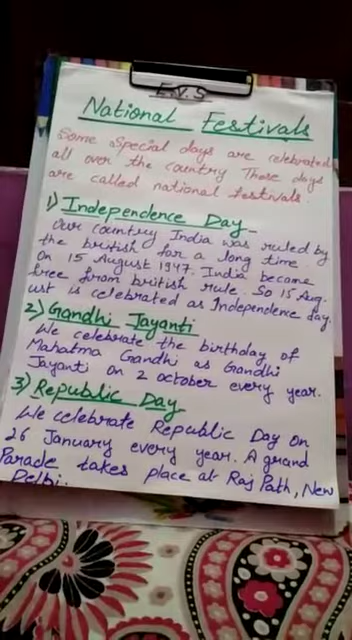 E.V.S
National Festivals
Some Special days are celebrated
all over the country These days
are called national festivals.
1) Independence Day-
Our country India was ruled by
the british for a long time.
On 15 August 1947. India became
free from british rule. So 15 Aug-
ust is celebrated as Independence day.
2) Gandhi Jayanti
We celebrate the birthday of
Mahatma Gandhi as Gandhi
Jayanti on 2 october every year.
3) Republic Day
We celebrate Republic Day on
26 January every year. A grand
Parade takes place at Raj Path, New
Delhi.